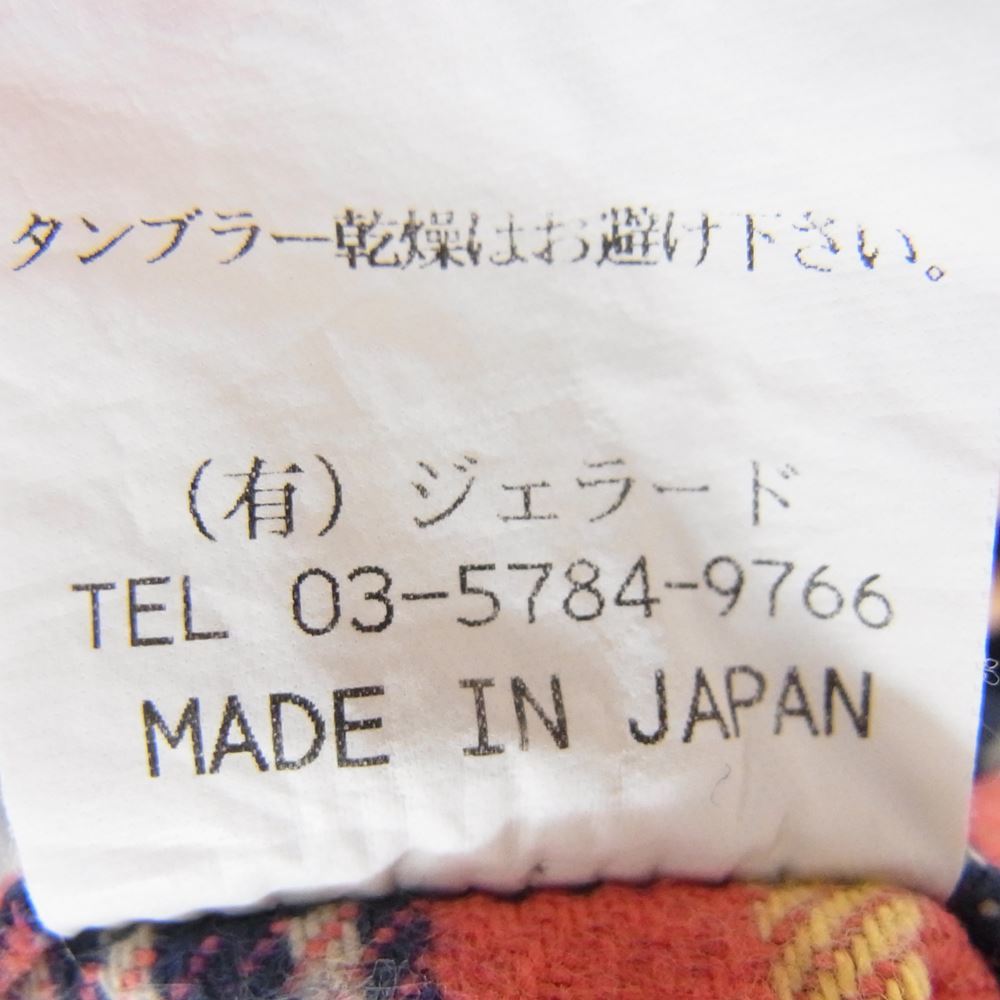 タンブラー乾燥はお避け下さい。
（有）ジェラード
TEL 03-5784-9766
MADE IN JAPAN